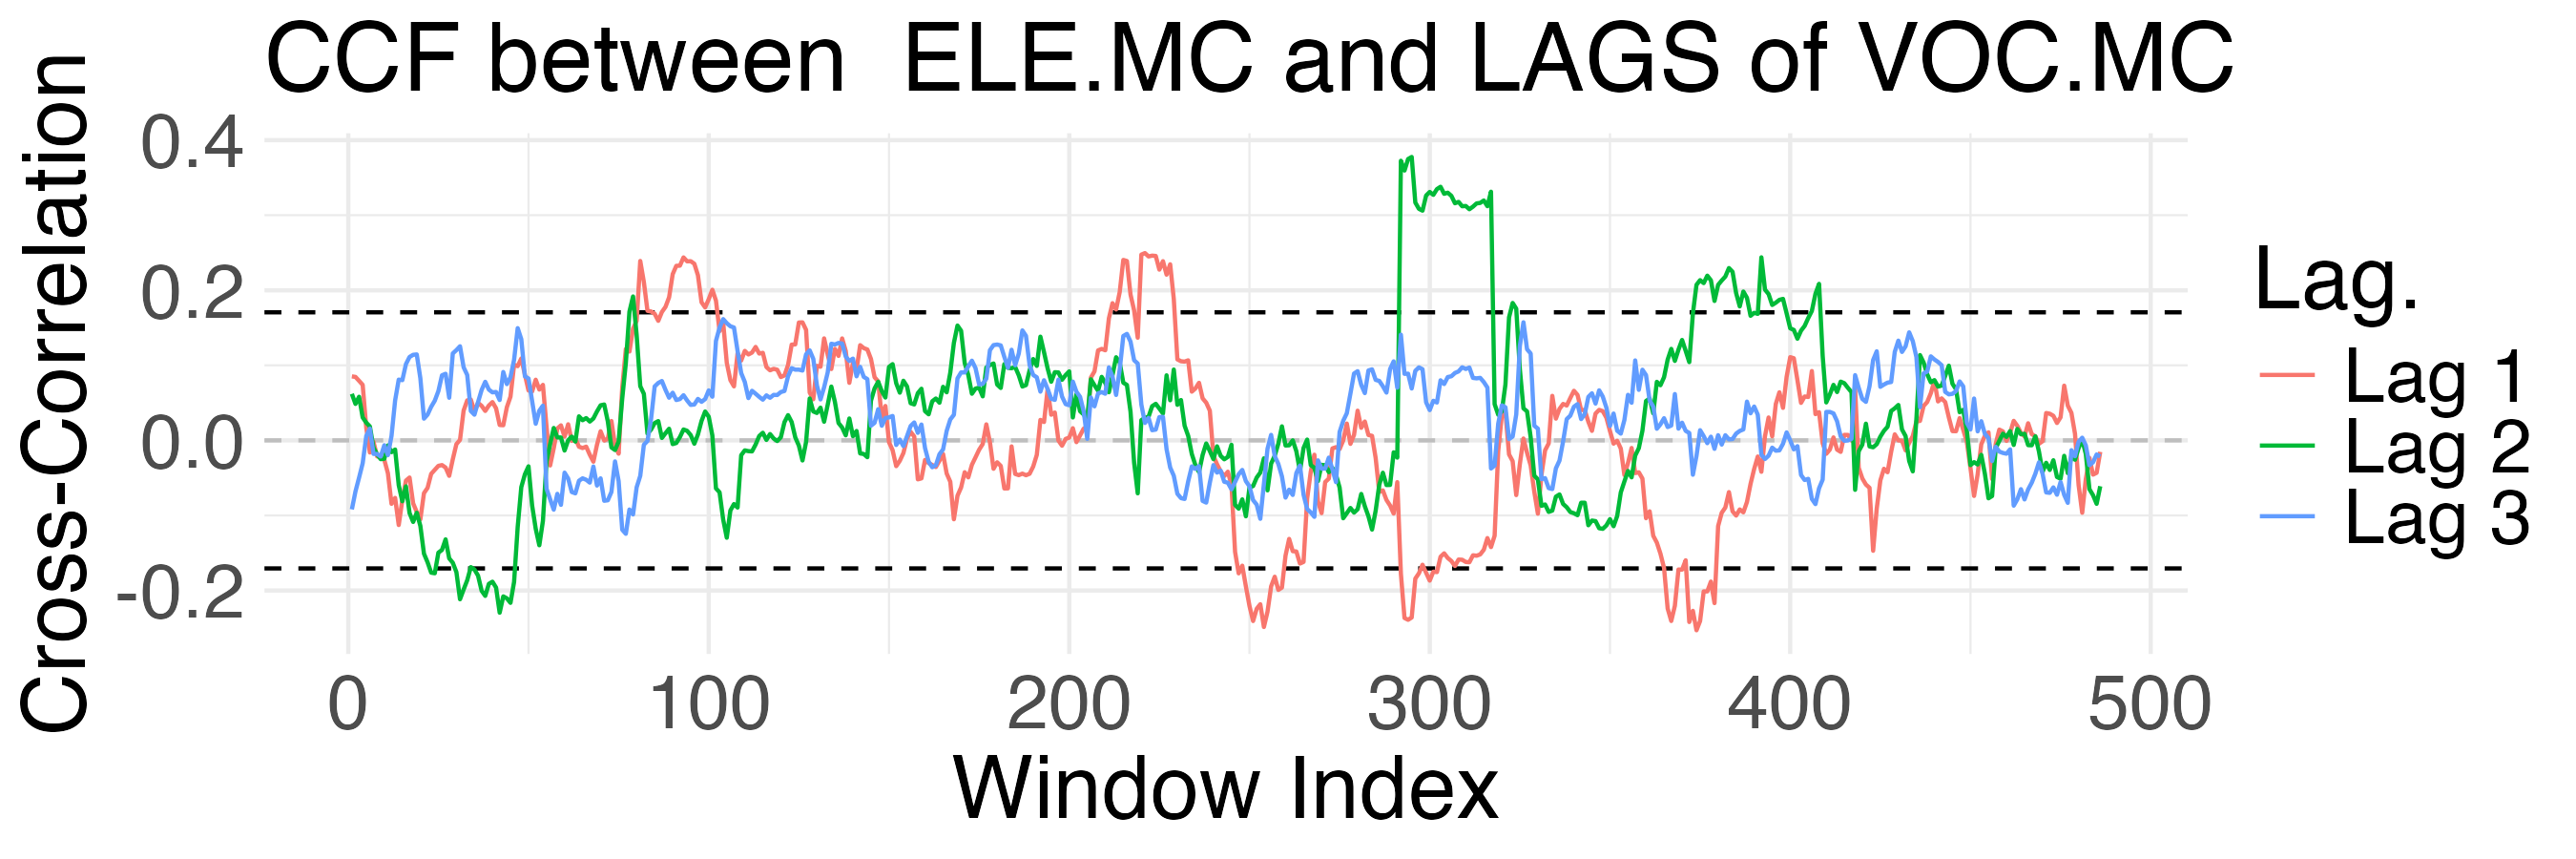 CCF between  ELE.MC and LAGS of VOC.MC
Cross-Correlation
0.4
0.2
0.0
-0.2
0 100 200 300 400 500
Window Index
Lag.
Lag 1
Lag 2
Lag 3